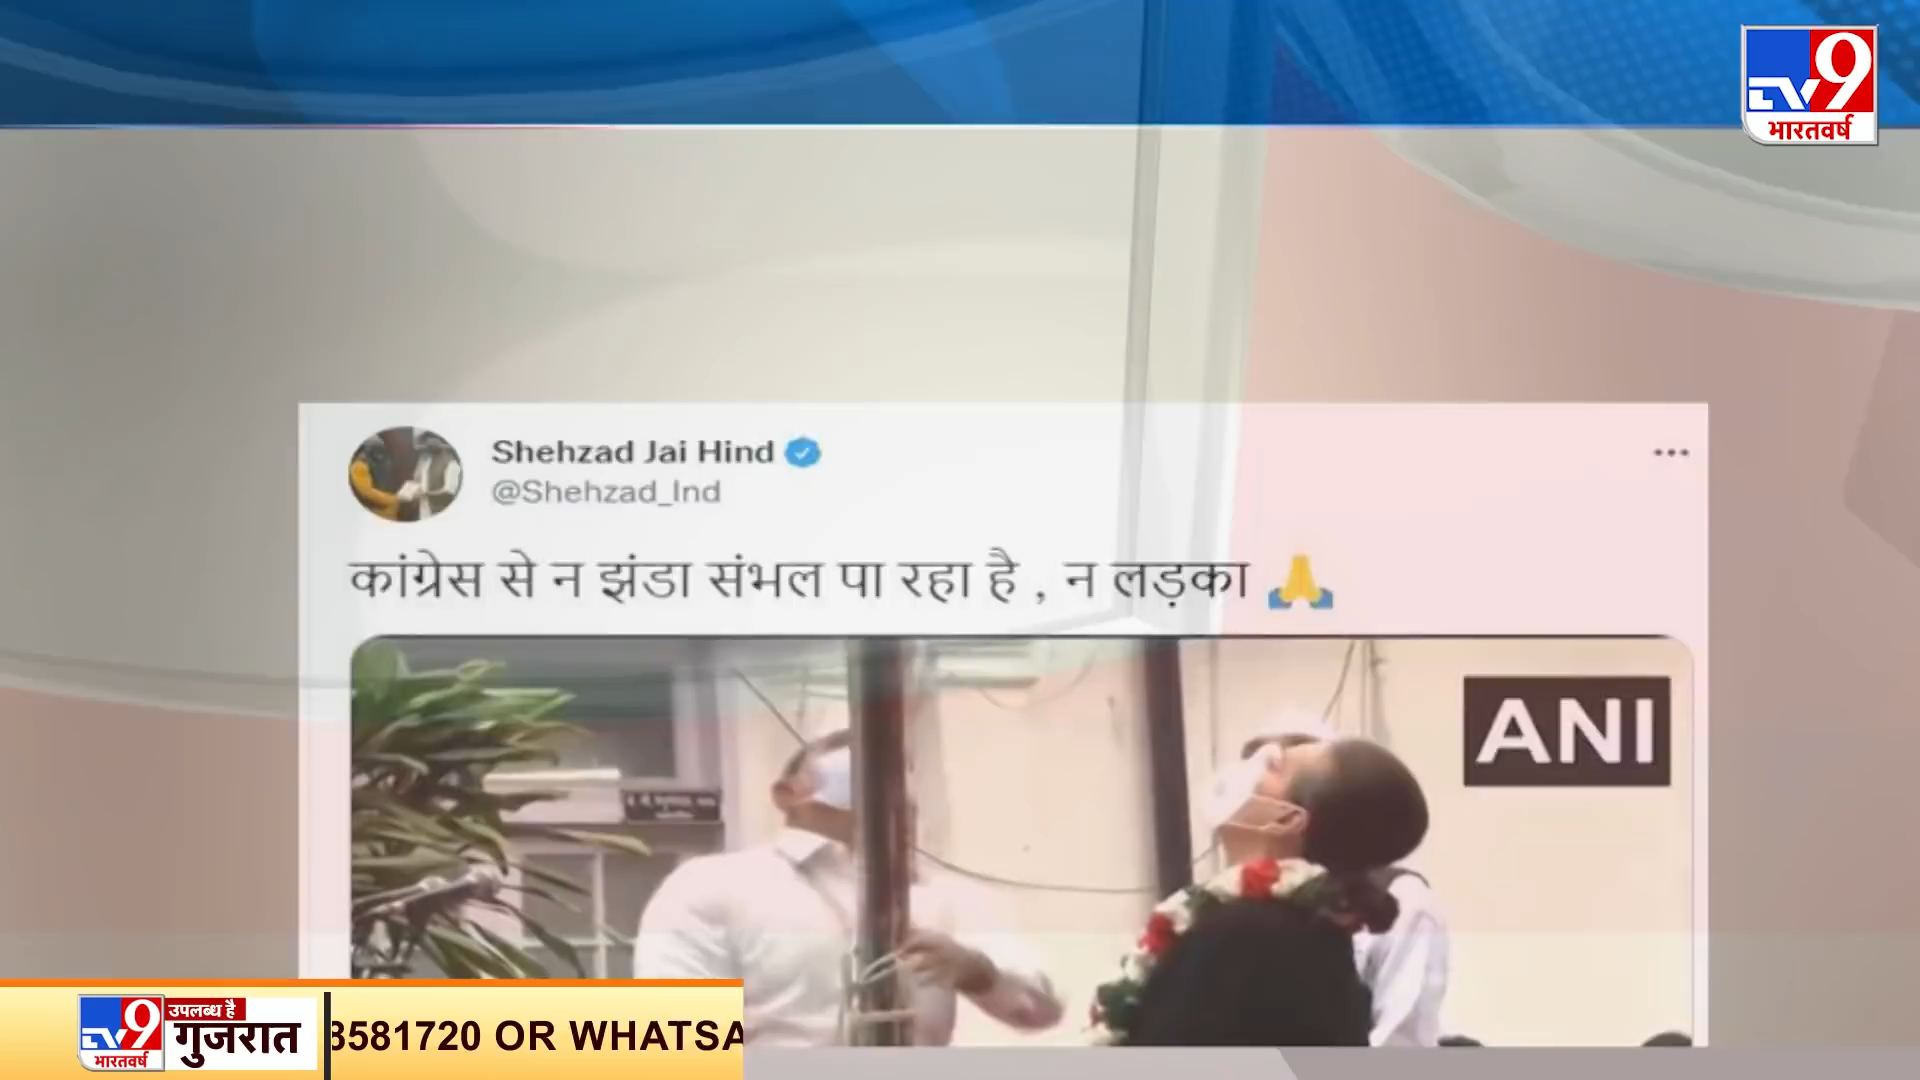 TV9
भारतवर्ष
Shehzad Jai Hind
@Shehzad_Ind
कांग्रेस से न झंडा संभल पा रहा है , न लड़का 🙏
ANI
TV9
भारतवर्ष
उपलब्ध है
गुजरात
3581720 OR WHATSA